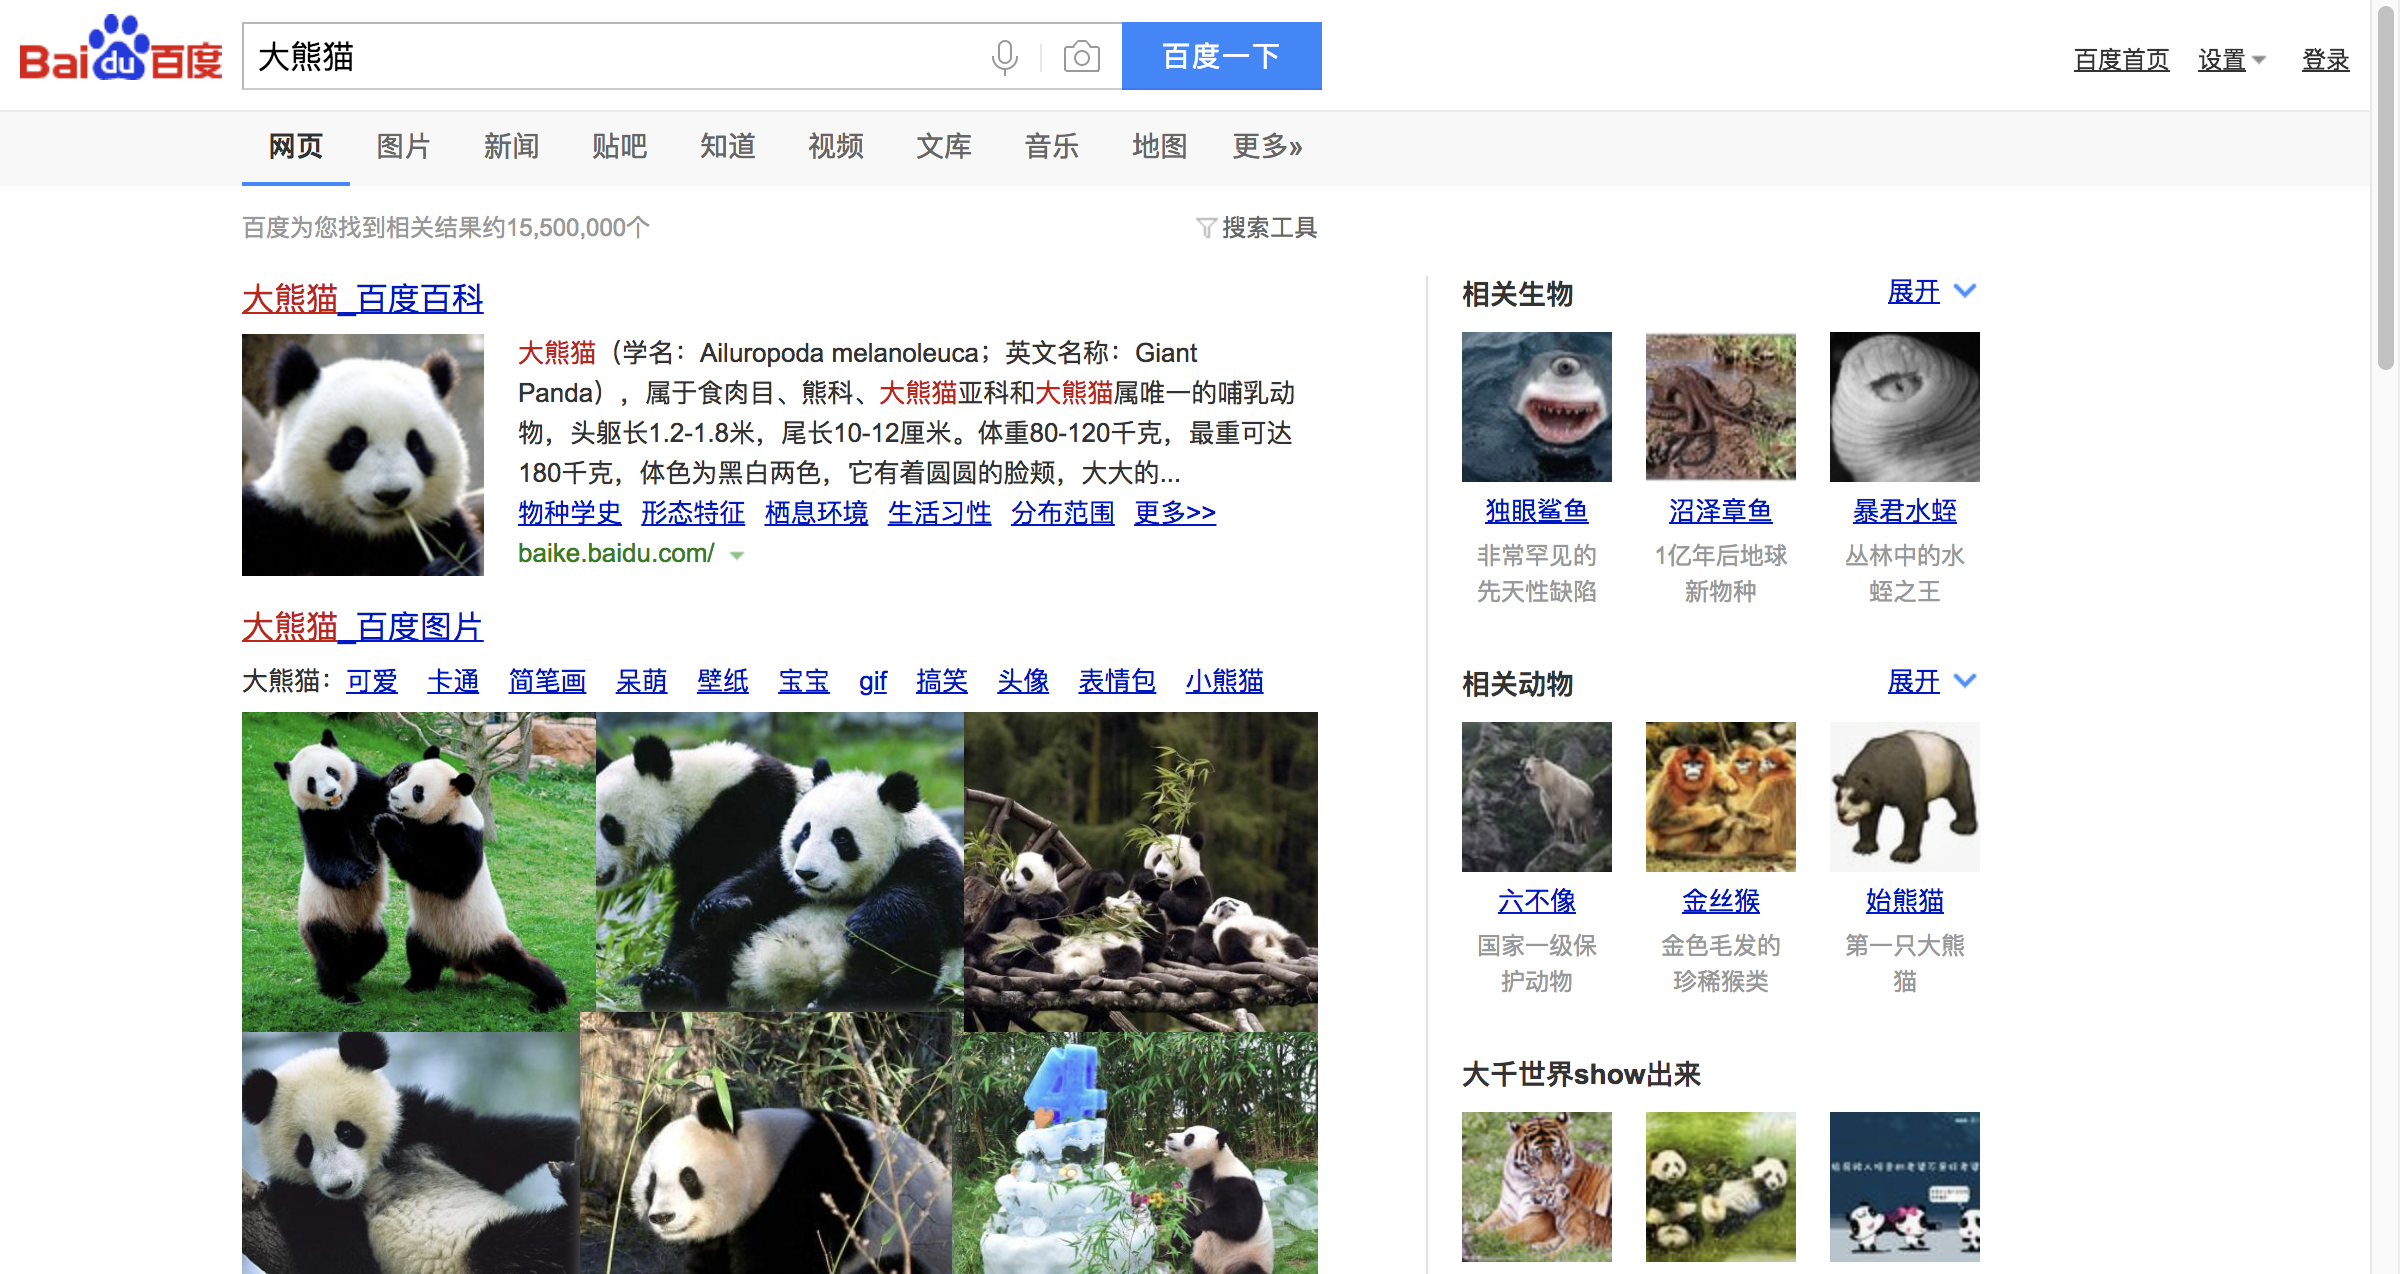 Baidu百度
大熊猫
百度一下
百度首页 设置 登录
网页 图片 新闻 贴吧 知道 视频 文库 音乐 地图 更多»
百度为您找到相关结果约15,500,000个
搜索工具
大熊猫_百度百科
大熊猫（学名：Ailuropoda melanoleuca；英文名称：Giant
Panda），属于食肉目、熊科、大熊猫亚科和大熊猫属唯一的哺乳动
物，头躯长1.2-1.8米，尾长10-12厘米。体重80-120千克，最重可达
180千克，体色为黑白两色，它有着圆圆的脸颊，大大的...
物种学史 形态特征 栖息环境 生活习性 分布范围 更多>>
baike.baidu.com/
大熊猫_百度图片
大熊猫： 可爱 卡通 简笔画 呆萌 壁纸 宝宝 gif 搞笑 头像 表情包 小熊猫
4
相关生物 展开
独眼鲨鱼 沼泽章鱼 暴君水蛭
非常罕见的 1亿年后地球 丛林中的水
先天性缺陷 新物种 蛭之王
相关动物 展开
六不像 金丝猴 始熊猫
国家一级保 金色毛发的 第一只大熊
护动物 珍稀猴类 猫
大千世界show出来